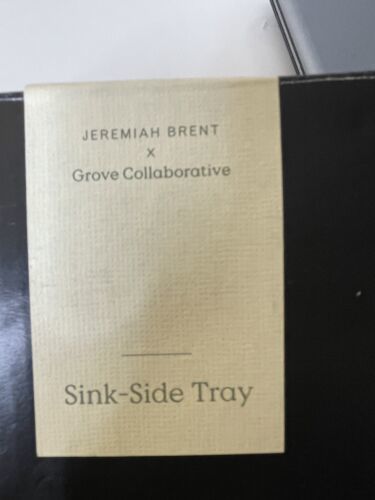 JEREMIAH BRENT
X
Grove Collaborative
Sink-Side Tray